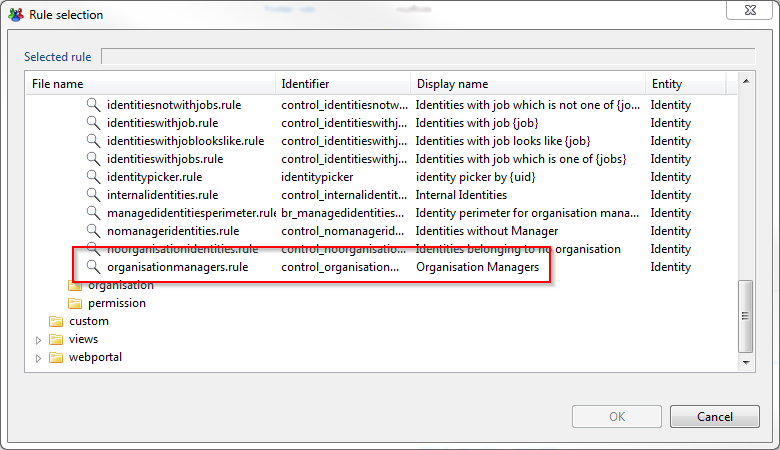 Rule selection
Selected rule
File name Identifier Display name Entity
identitiesnotwithjobs.rule control_identitiesnotw... Identities with job which is not one of {jo... Identity
identitieswithjob.rule control_identitieswithj... Identities with job {job} Identity
identitieswithjoblookslike.rule control_identitieswithj... Identities with job looks like {job} Identity
identitieswithjobs.rule control_identitieswithj... Identities with job which is one of {jobs} Identity
identitypicker.rule identitypicker identity picker by {uid} Identity
internalidentities.rule control_internalidentit... Internal Identities Identity
managedidentitiesperimeter.rule br_managedidentities... Identity perimeter for organisation mana... Identity
nomanageridentities.rule control_nomanagerid... Identities without Manager Identity
noorganisationidentities.rule control_noorganisatio... Identities belonging to no organisation Identity
organisationmanagers.rule control_organisation... Organisation Managers Identity
organisation
permission
custom
views
webportal
OK Cancel